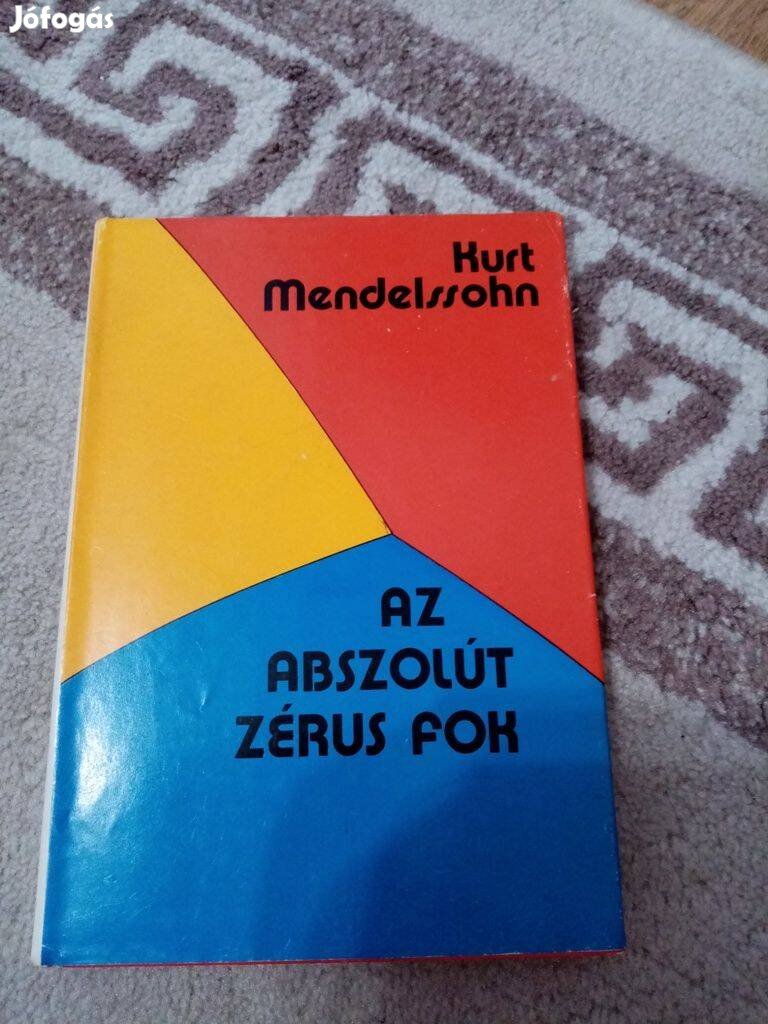 Jófogás
Kurt
Mendelssohn
AZ
ABSZOLÚT
ZÉRUS FOK